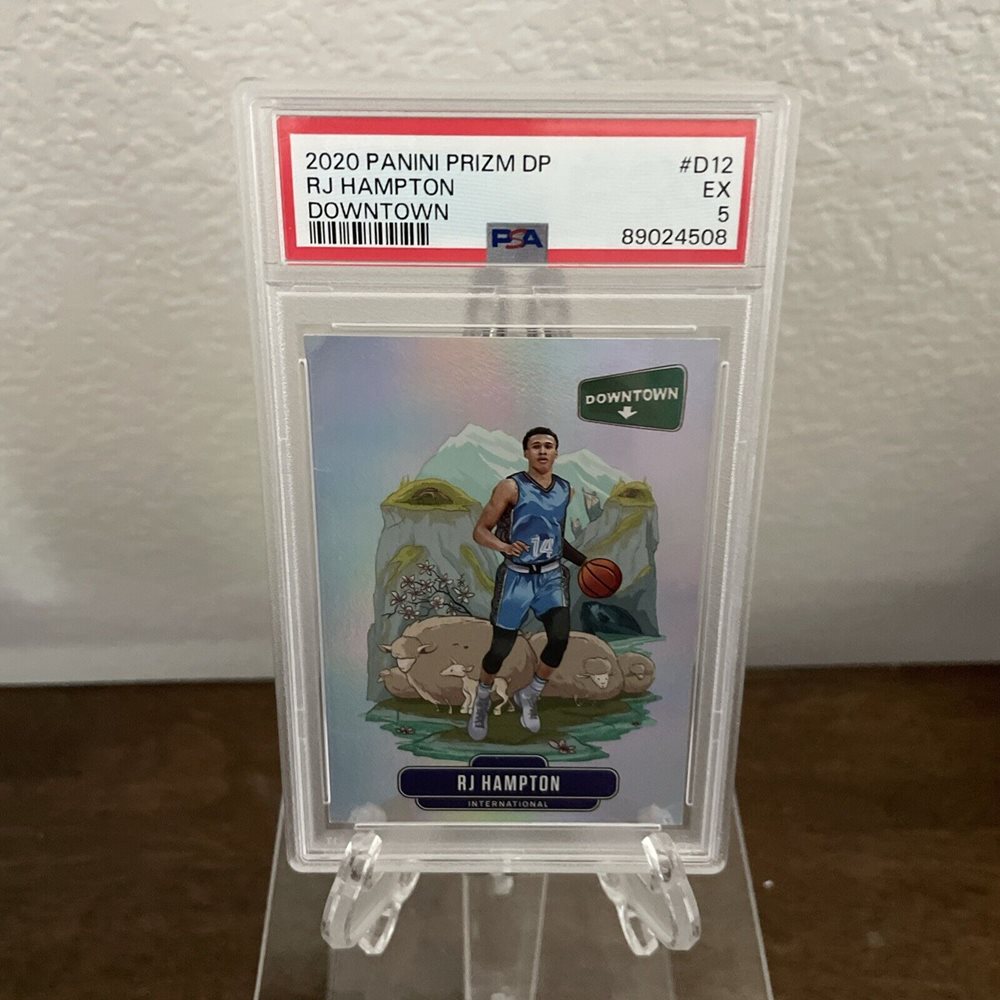 2020 PANINI PRIZM DP #D12
RJ HAMPTON EX
DOWNTOWN 5
PSA 89024508
DOWNTOWN
14
RJ HAMPTON
INTERNATIONAL